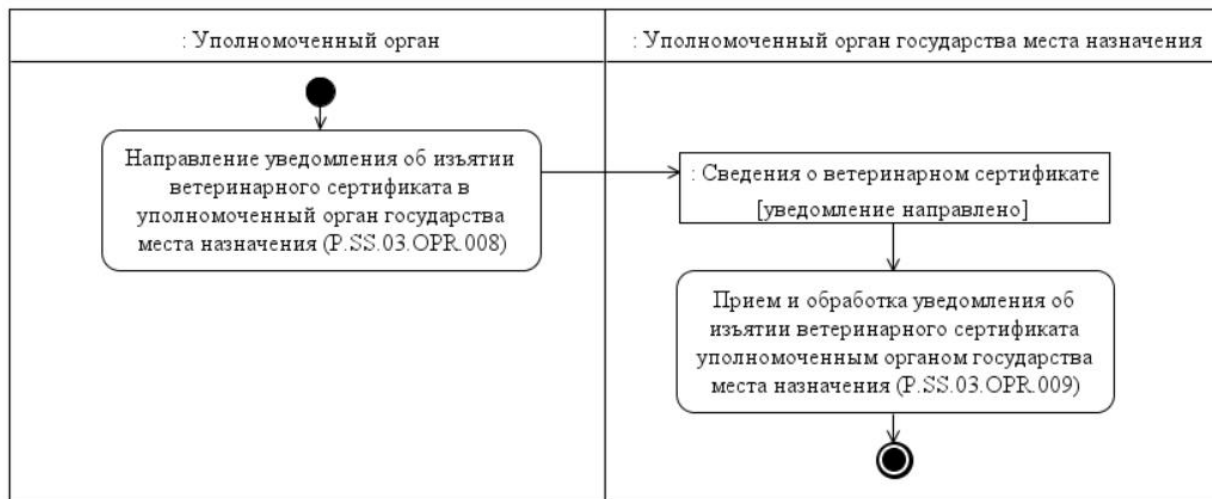 : Уполномоченный орган
: Уполномоченный орган государства места назначения
Направление уведомления об изъятии
ветеринарного сертификата в
уполномоченный орган государства
места назначения (P.SS.03.OPR.008)
: Сведения о ветеринарном сертификате
[уведомление направлено]
Прием и обработка уведомления об
изъятии ветеринарного сертификата
уполномоченным органом государства
места назначения (P.SS.03.OPR.009)